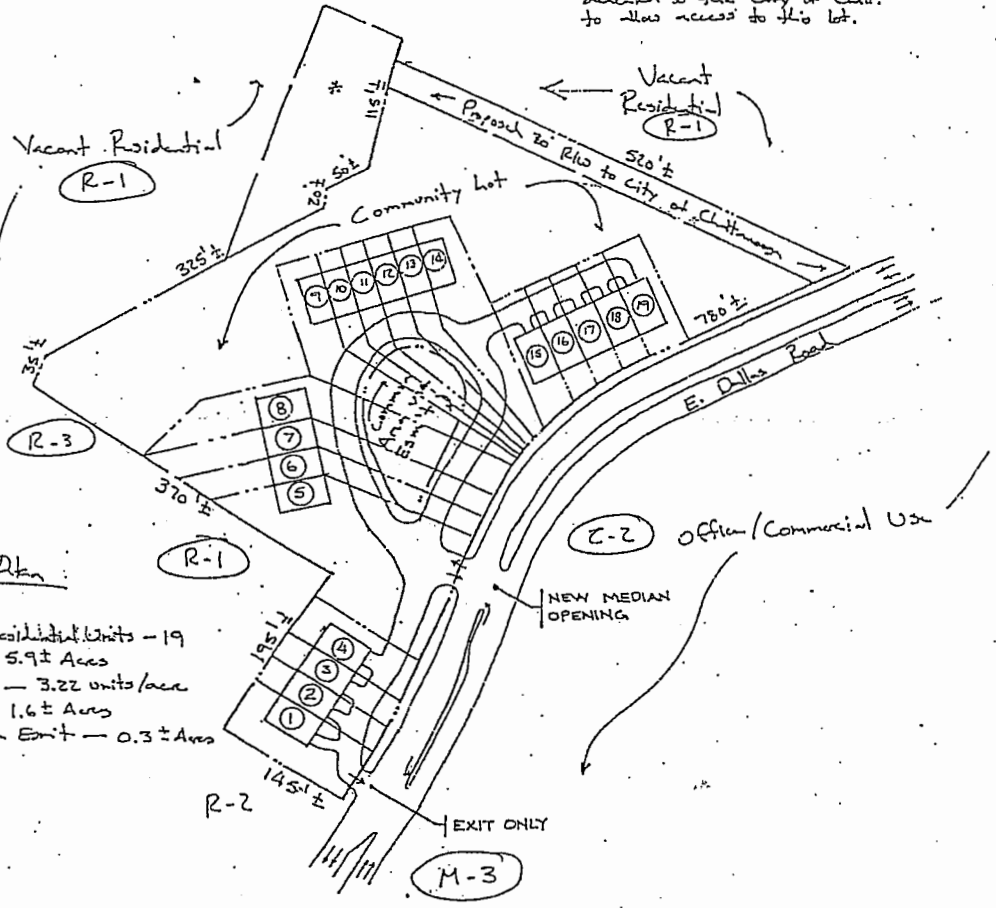 to allow access to this lot.
Vacant
Residential
R-1
Vacant Residential
R-1
*
115'±
50'±
20'±
← Proposed 20' R/W to City of Chattanooga →
520'±
Community Lot
325'±
35'±
9 10 11 12 13 14
15 16 17 18 19
780'±
E. Dallas Road
Community
Esmt
8
7
6
5
R-3
370'±
R-1
C-2 Office/Commercial Use
NEW MEDIAN
OPENING
Residential Units - 19
5.9± Acres
— 3.22 units/acre
1.6± Acres
Esmt — 0.3± Acres
195'±
4
3
2
1
145'±
R-2
EXIT ONLY
M-3